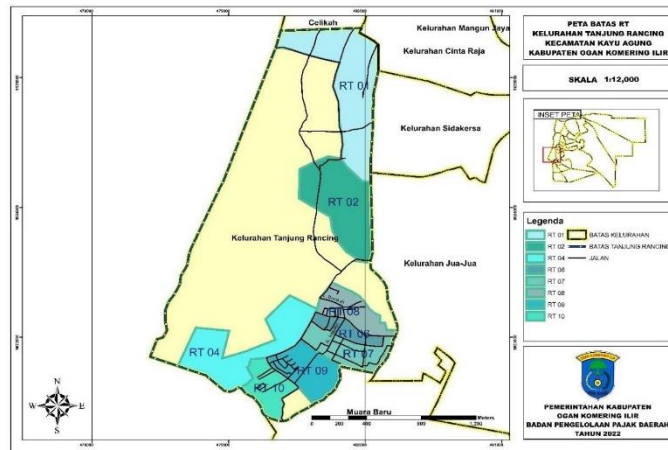 PETA BATAS RT
KELURAHAN TANJUNG RANCING
KECAMATAN KAYU AGUNG
KABUPATEN OGAN KOMERING ILIR
SKALA 1:12,000
INSET PETA
Legenda
RT 01
RT 02
RT 04
RT 06
RT 07
RT 08
RT 09
RT 10
BATAS KELURAHAN
BATAS TANJUNG RANCING
JALAN
PEMERINTAHAN KABUPATEN
OGAN KOMERING ILIR
BADAN PENGELOLAAN PAJAK DAERAH
TAHUN 2022
Celikah
Kelurahan Mangun Jaya
Kelurahan Cinta Raja
RT 01
Kelurahan Sidakersa
RT 02
Kelurahan Tanjung Rancing
Kelurahan Jua-Jua
RT 08
RT 06
RT 04
RT 07
RT 09
RT 10
Muara Baru
N
W
E
S
Meters